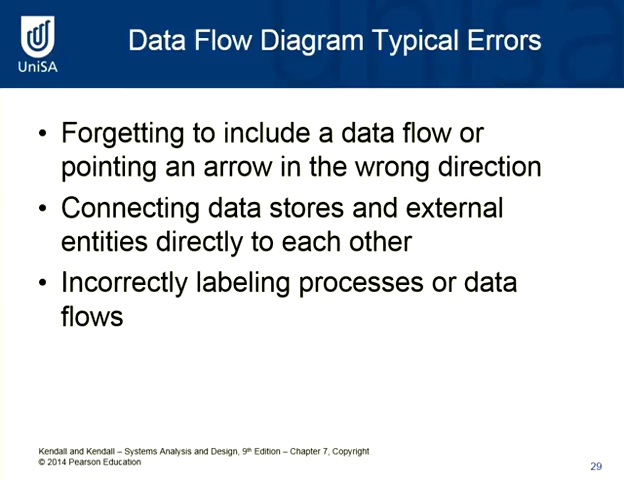 Data Flow Diagram Typical Errors
UniSA
• Forgetting to include a data flow or
pointing an arrow in the wrong direction
• Connecting data stores and external
entities directly to each other
• Incorrectly labeling processes or data
flows
Kendall and Kendall – Systems Analysis and Design, 9th Edition – Chapter 7, Copyright
© 2014 Pearson Education
29